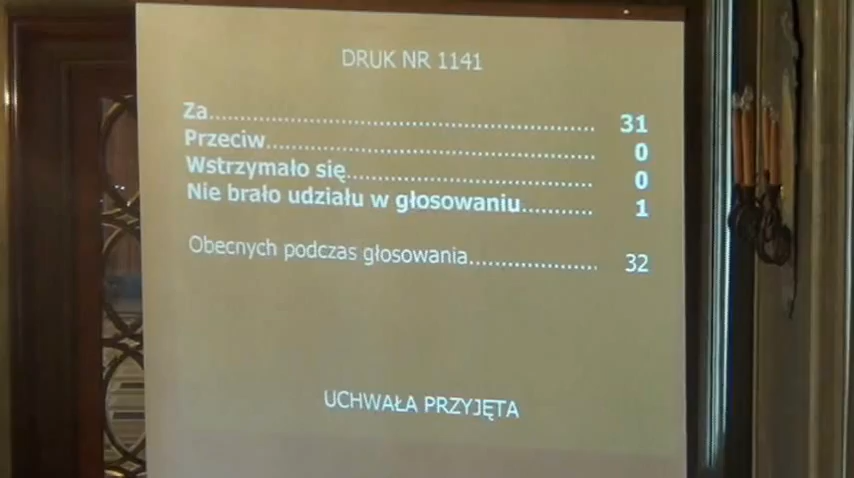 DRUK NR 1141
Za............................................................ 31
Przeciw................................................... 0
Wstrzymało się....................................... 0
Nie brało udziału w głosowaniu........... 1
Obecnych podczas głosowania.................... 32
UCHWAŁA PRZYJĘTA